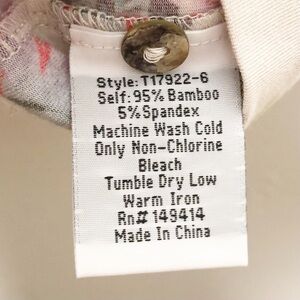 Style: T17922-6
Self: 95% Bamboo
5% Spandex
Machine Wash Cold
Only Non-Chlorine
Bleach
Tumble Dry Low
Warm Iron
Rn# 149414
Made In China